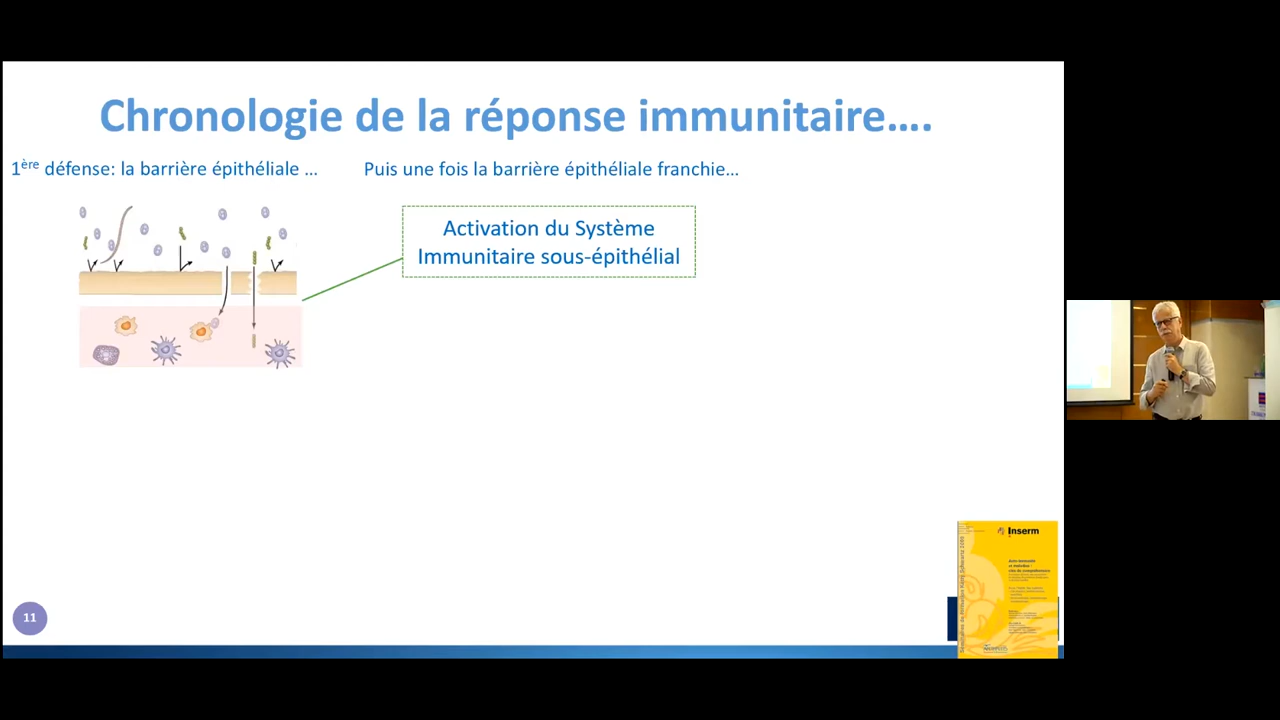 Chronologie de la réponse immunitaire….
1ère défense: la barrière épithéliale …
Puis une fois la barrière épithéliale franchie…
Activation du Système
Immunitaire sous-épithélial
Inserm
11